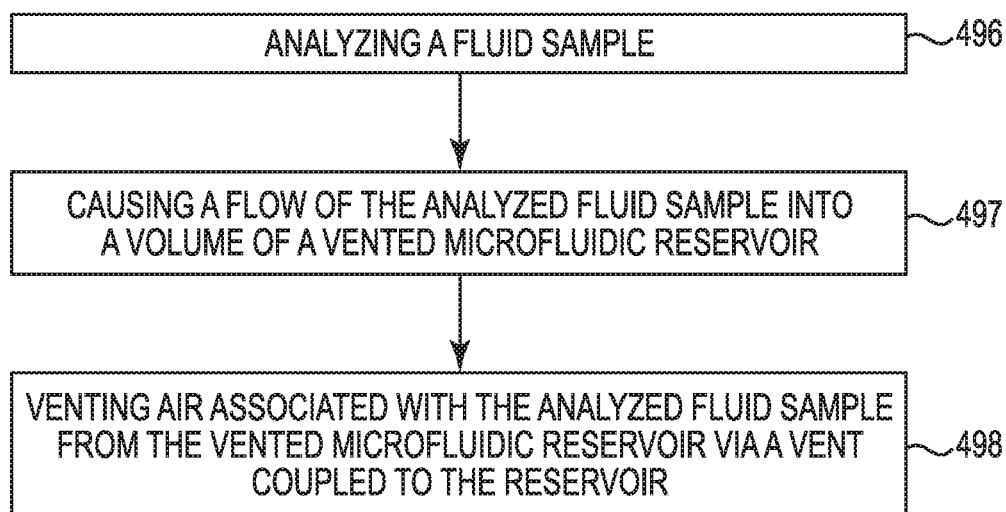 ANALYZING A FLUID SAMPLE
496
CAUSING A FLOW OF THE ANALYZED FLUID SAMPLE INTO
A VOLUME OF A VENTED MICROFLUIDIC RESERVOIR
497
VENTING AIR ASSOCIATED WITH THE ANALYZED FLUID SAMPLE
FROM THE VENTED MICROFLUIDIC RESERVOIR VIA A VENT
COUPLED TO THE RESERVOIR
498